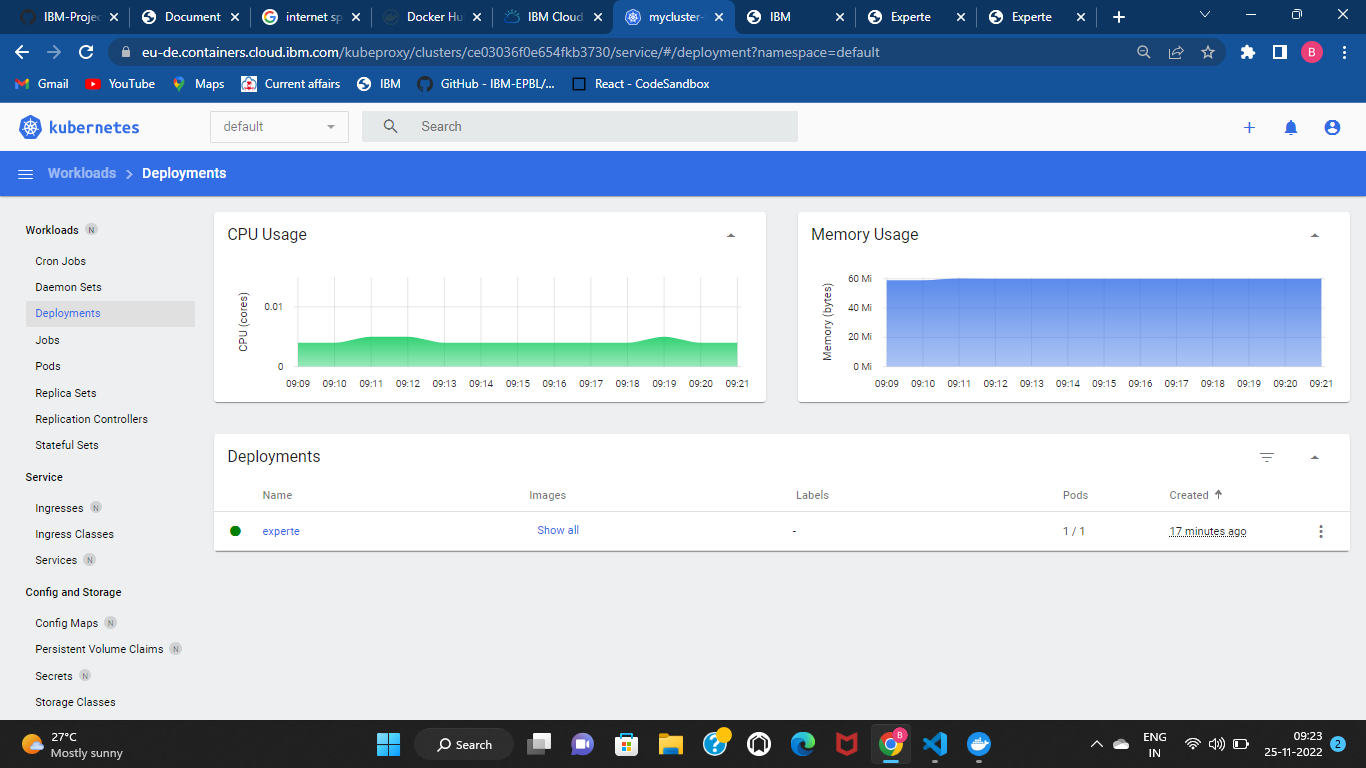 IBM-Projec
Document
internet sp
Docker Hu
IBM Cloud
mycluster-
IBM
Experte
Experte
eu-de.containers.cloud.ibm.com/kubeproxy/clusters/ce03036f0e654fkb3730/service/#/deployment?namespace=default
B
Gmail
YouTube
Maps
Current affairs
IBM
GitHub - IBM-EPBL/...
React - CodeSandbox
kubernetes
default
Search
Workloads
Deployments
Workloads N
Cron Jobs
Daemon Sets
Deployments
Jobs
Pods
Replica Sets
Replication Controllers
Stateful Sets
Service
Ingresses N
Ingress Classes
Services N
Config and Storage
Config Maps N
Persistent Volume Claims N
Secrets N
Storage Classes
CPU Usage
CPU (cores)
0.01
0
09:09 09:10 09:11 09:12 09:13 09:14 09:15 09:16 09:17 09:18 09:19 09:20 09:21
Memory Usage
Memory (bytes)
60 Mi
40 Mi
20 Mi
0 Mi
09:09 09:10 09:11 09:12 09:13 09:14 09:15 09:16 09:17 09:18 09:19 09:20 09:21
Deployments
Name Images Labels Pods Created
experte Show all - 1 / 1 17 minutes ago
27°C
Mostly sunny
Search
B
ENG
IN
09:23
25-11-2022
2